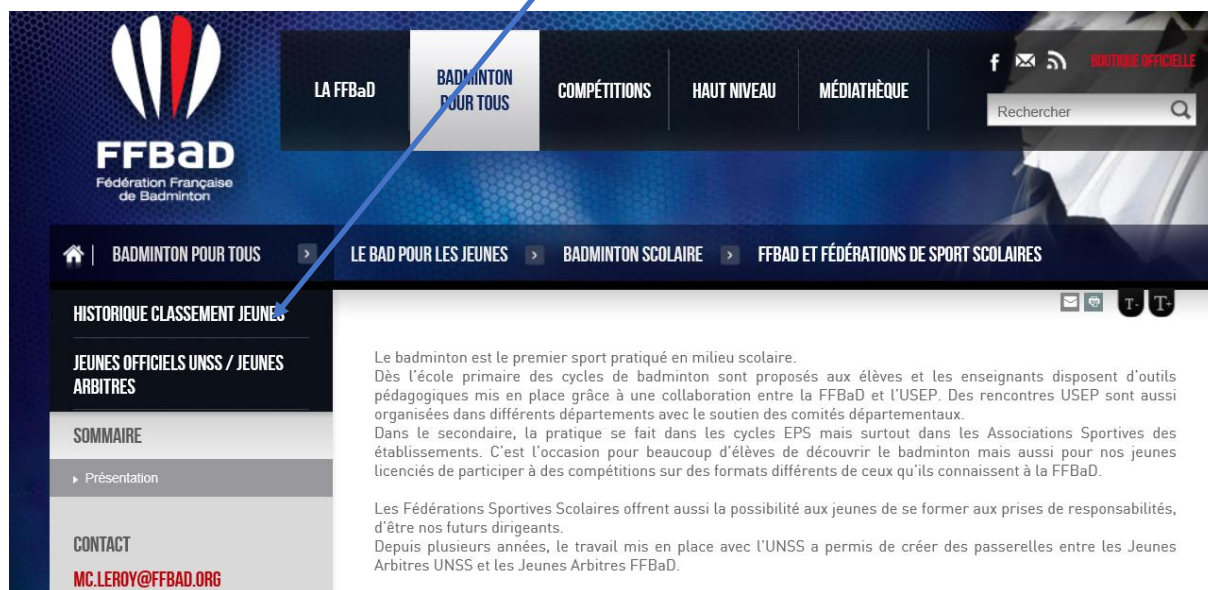 FFBaD
Fédération Française
de Badminton
LA FFBaD
BADMINTON
POUR TOUS
COMPÉTITIONS
HAUT NIVEAU
MÉDIATHÈQUE
f
BOUTIQUE OFFICIELLE
Rechercher
BADMINTON POUR TOUS
LE BAD POUR LES JEUNES
BADMINTON SCOLAIRE
FFBAD ET FÉDÉRATIONS DE SPORT SCOLAIRES
HISTORIQUE CLASSEMENT JEUNES
JEUNES OFFICIELS UNSS / JEUNES
ARBITRES
SOMMAIRE
Présentation
CONTACT
MC.LEROY@FFBAD.ORG
T- T+
Le badminton est le premier sport pratiqué en milieu scolaire.
Dès l'école primaire des cycles de badminton sont proposés aux élèves et les enseignants disposent d'outils
pédagogiques mis en place grâce à une collaboration entre la FFBaD et l'USEP. Des rencontres USEP sont aussi
organisées dans différents départements avec le soutien des comités départementaux.
Dans le secondaire, la pratique se fait dans les cycles EPS mais surtout dans les Associations Sportives des
établissements. C'est l'occasion pour beaucoup d'élèves de découvrir le badminton mais aussi pour nos jeunes
licenciés de participer à des compétitions sur des formats différents de ceux qu'ils connaissent à la FFBaD.
Les Fédérations Sportives Scolaires offrent aussi la possibilité aux jeunes de se former aux prises de responsabilités,
d'être nos futurs dirigeants.
Depuis plusieurs années, le travail mis en place avec l'UNSS a permis de créer des passerelles entre les Jeunes
Arbitres UNSS et les Jeunes Arbitres FFBaD.